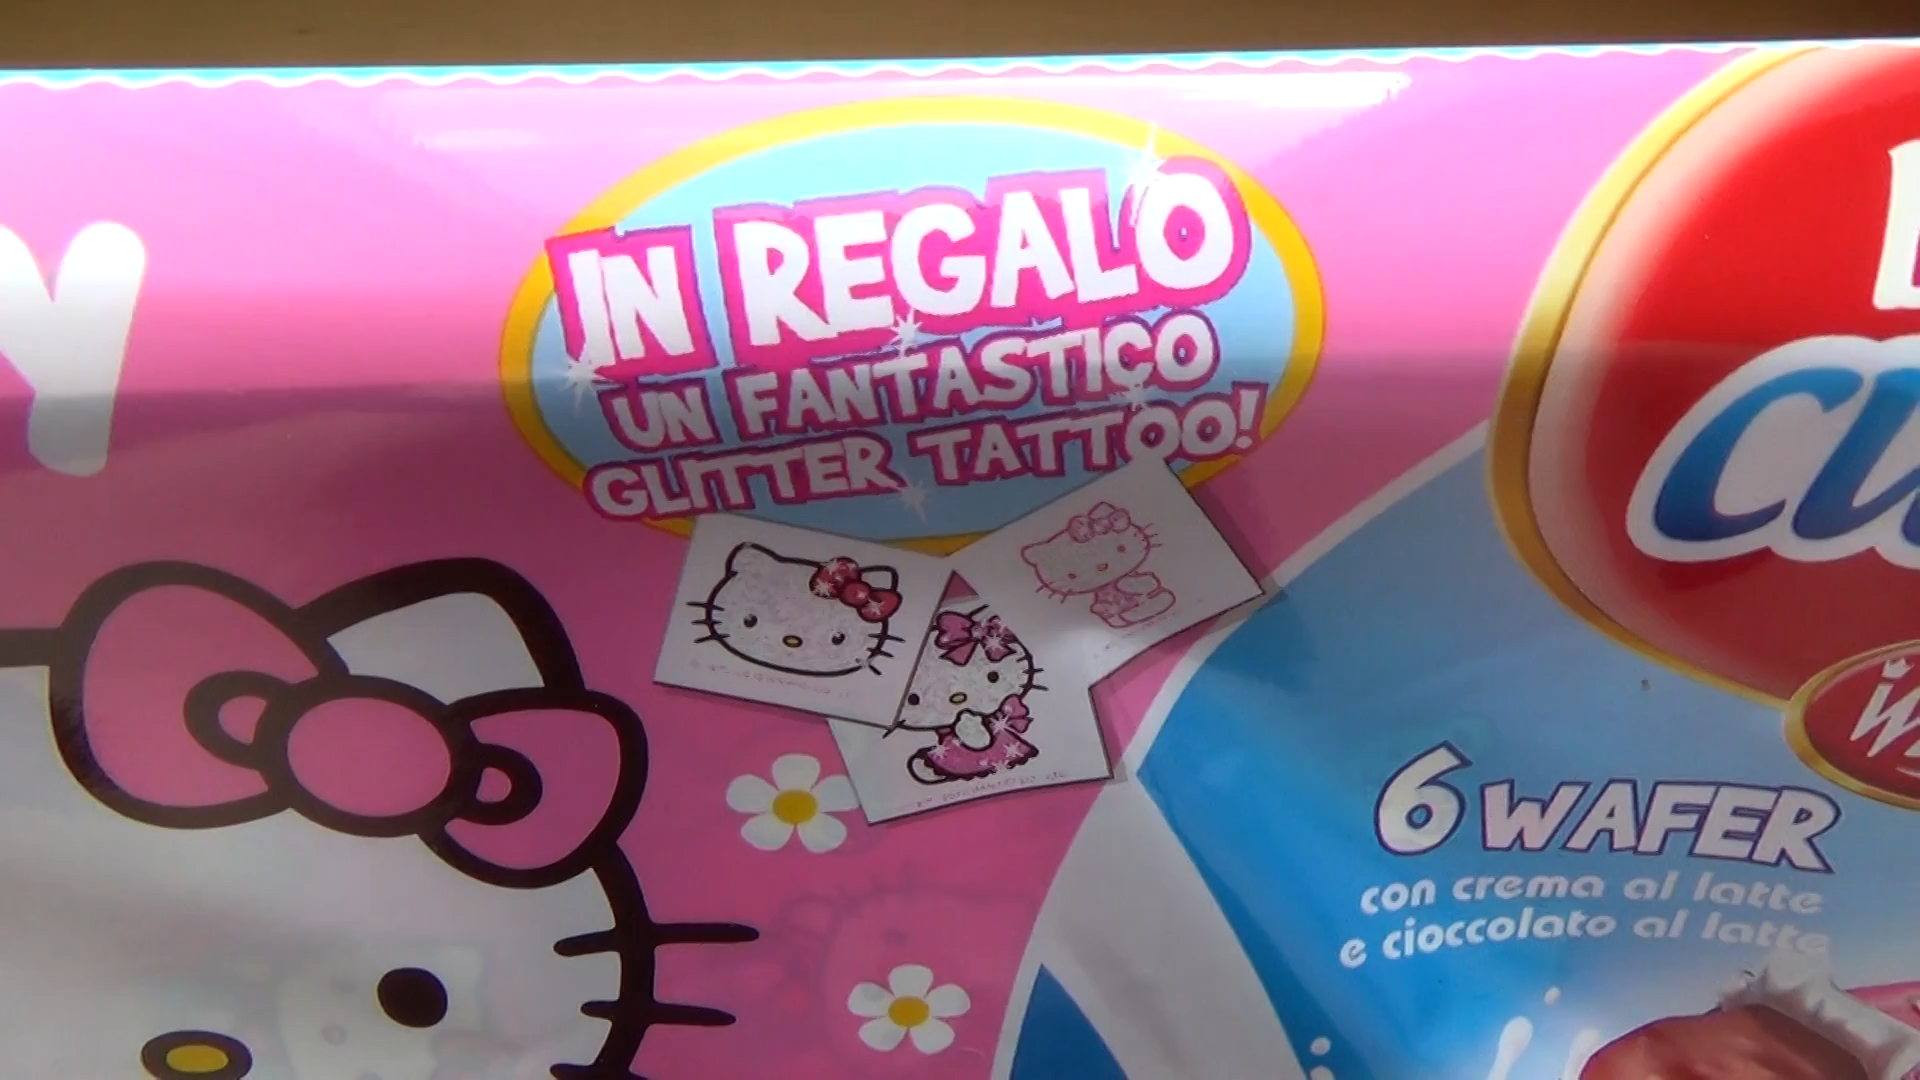 IN REGALO
UN FANTASTICO
GLITTER TATTOO!
6 WAFER
con crema al latte
e cioccolato al latte